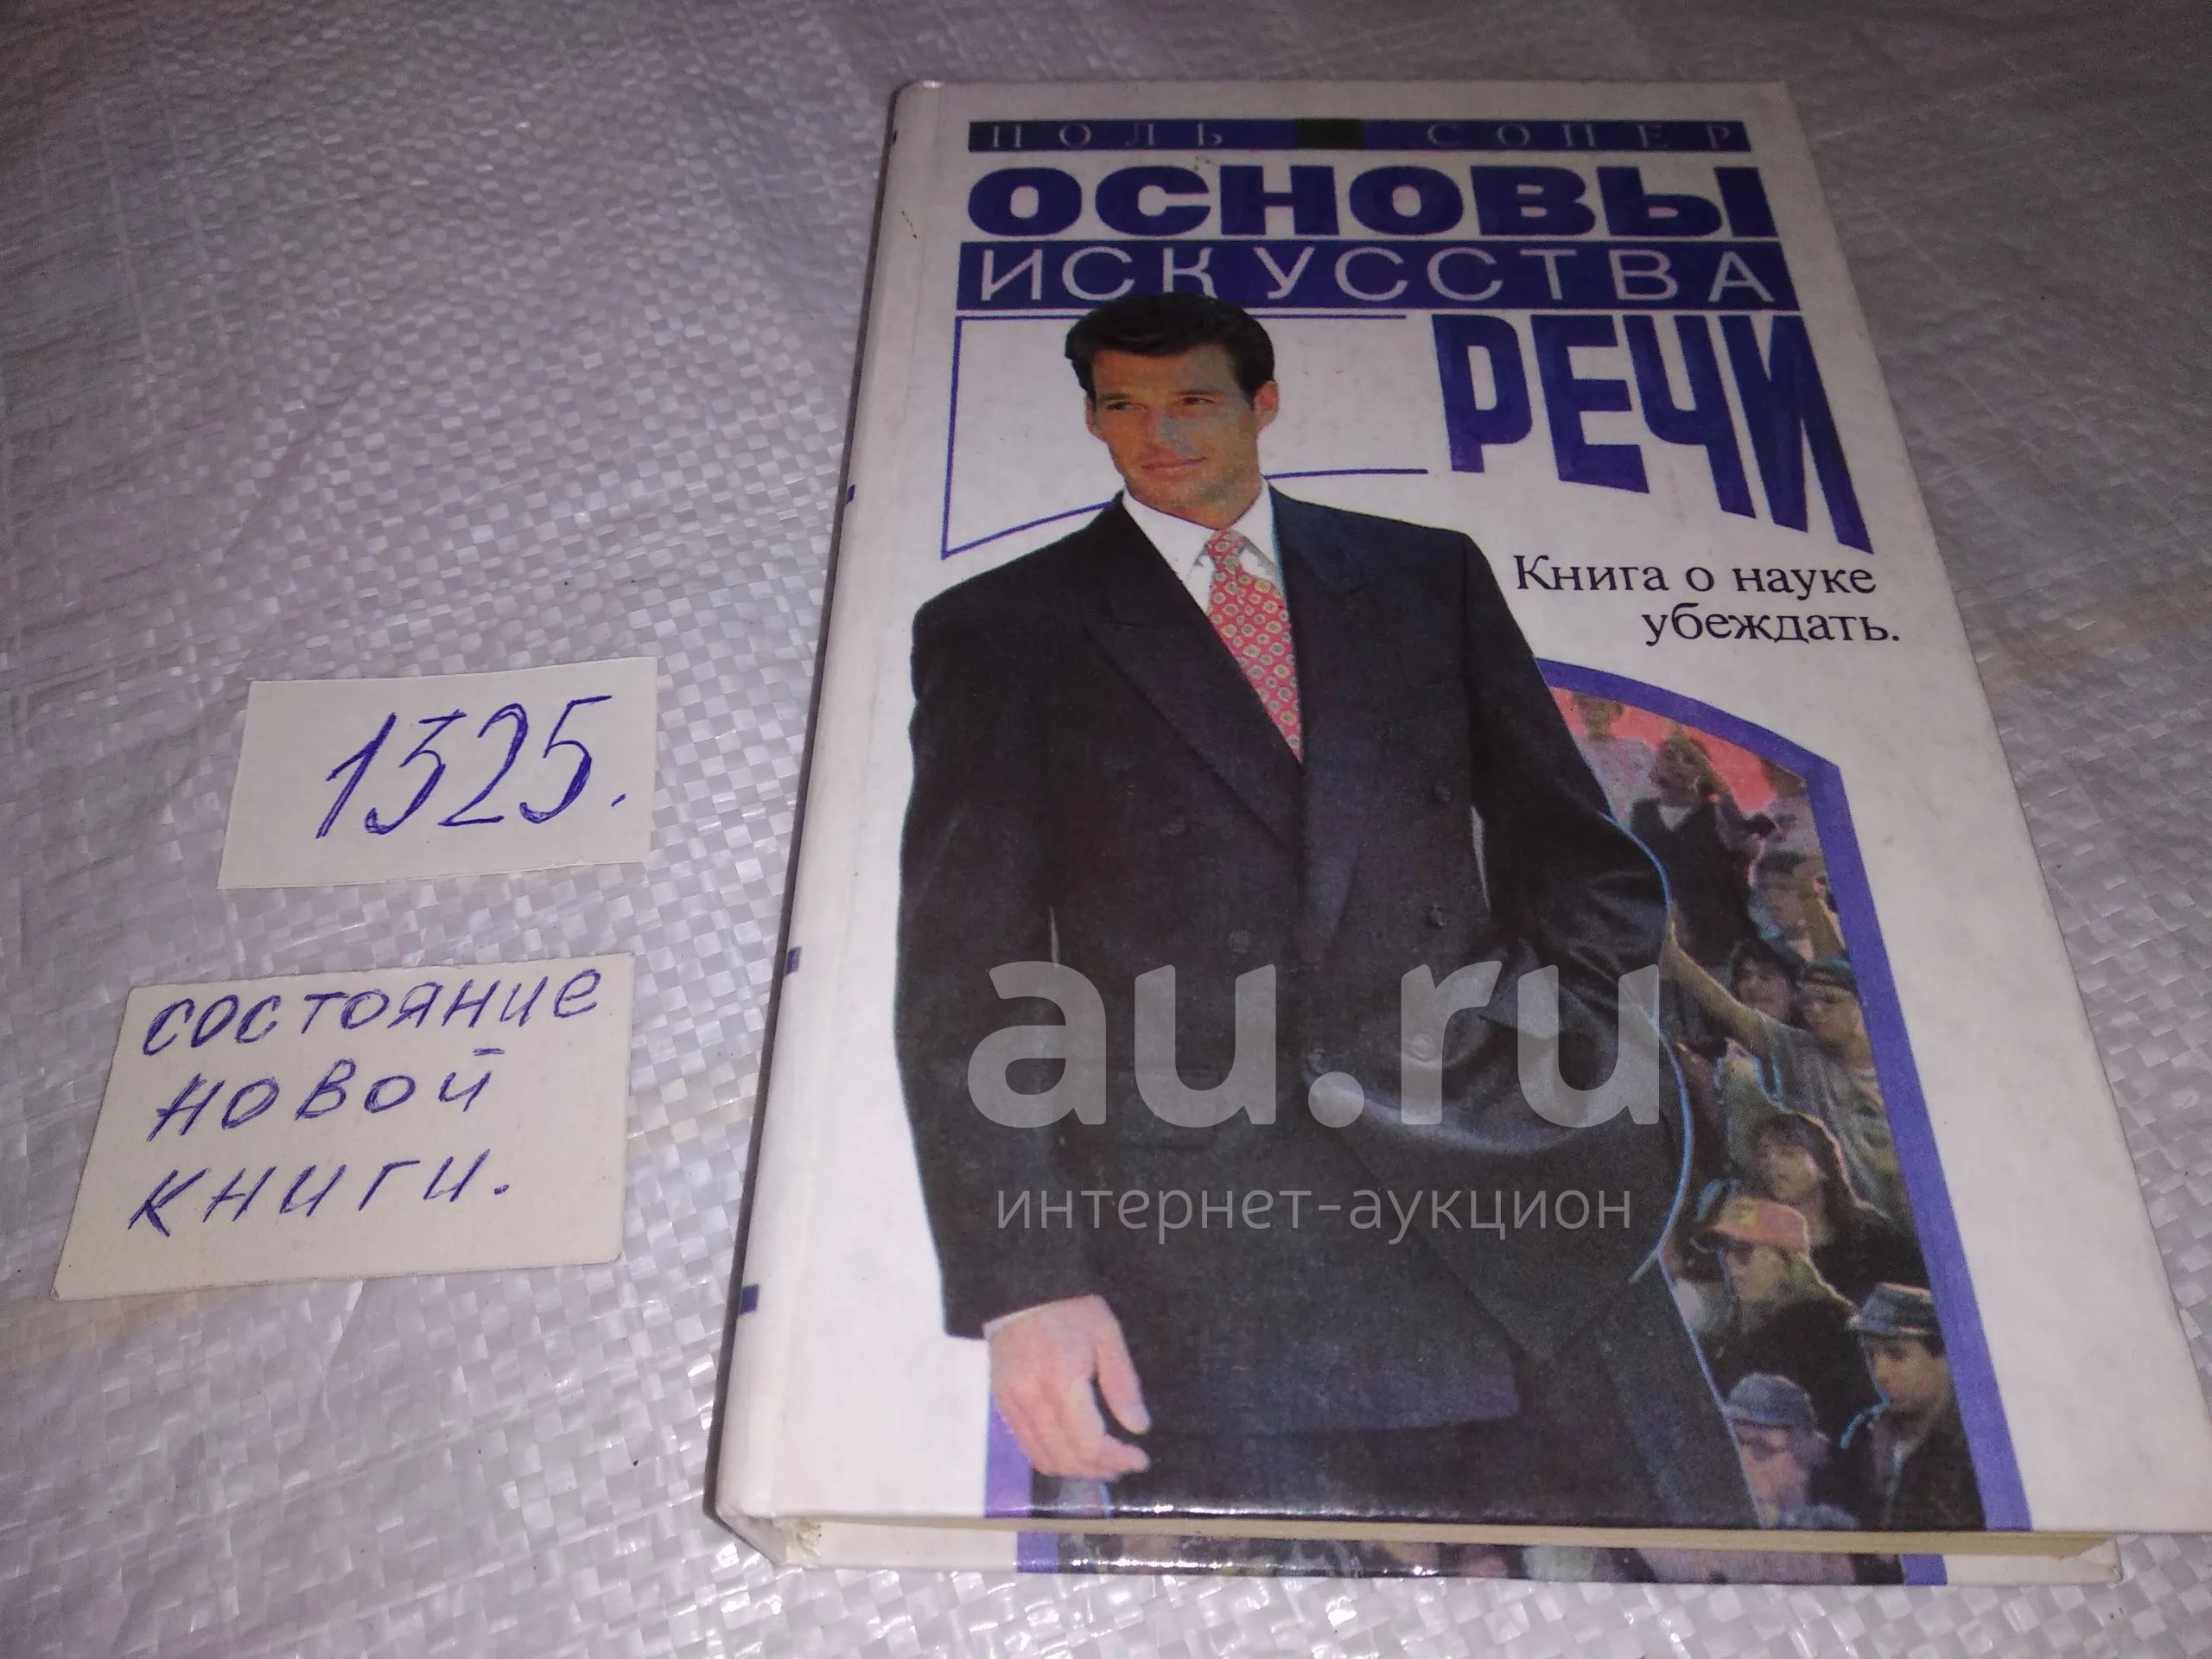 ПОЛЬ СОПЕР
ОСНОВЫ
ИСКУССТВА
РЕЧИ
Книга о науке
убеждать.
1325.
состояние
новой
книги.
au.ru
интернет-аукцион